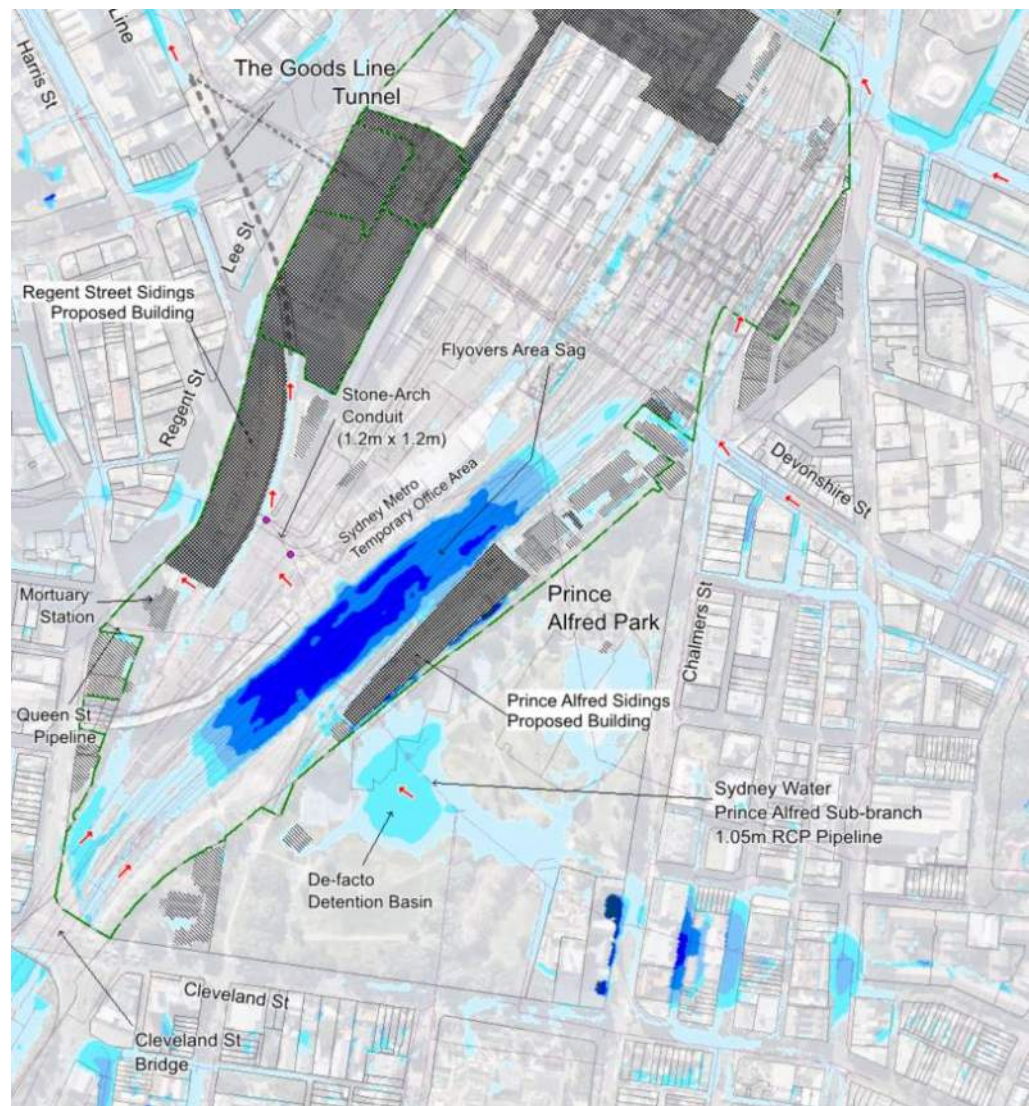 Harris St
Line
The Goods Line
Tunnel
Lee St
Regent Street Sidings
Proposed Building
Flyovers Area Sag
Regent St
Stone-Arch
Conduit
(1.2m x 1.2m)
Sydney Metro
Temporary Office Area
Devonshire St
Mortuary
Station
Prince
Alfred Park
Chalmers St
Queen St
Pipeline
Prince Alfred Sidings
Proposed Building
Sydney Water
Prince Alfred Sub-branch
1.05m RCP Pipeline
De-facto
Detention Basin
Cleveland St
Cleveland St
Bridge